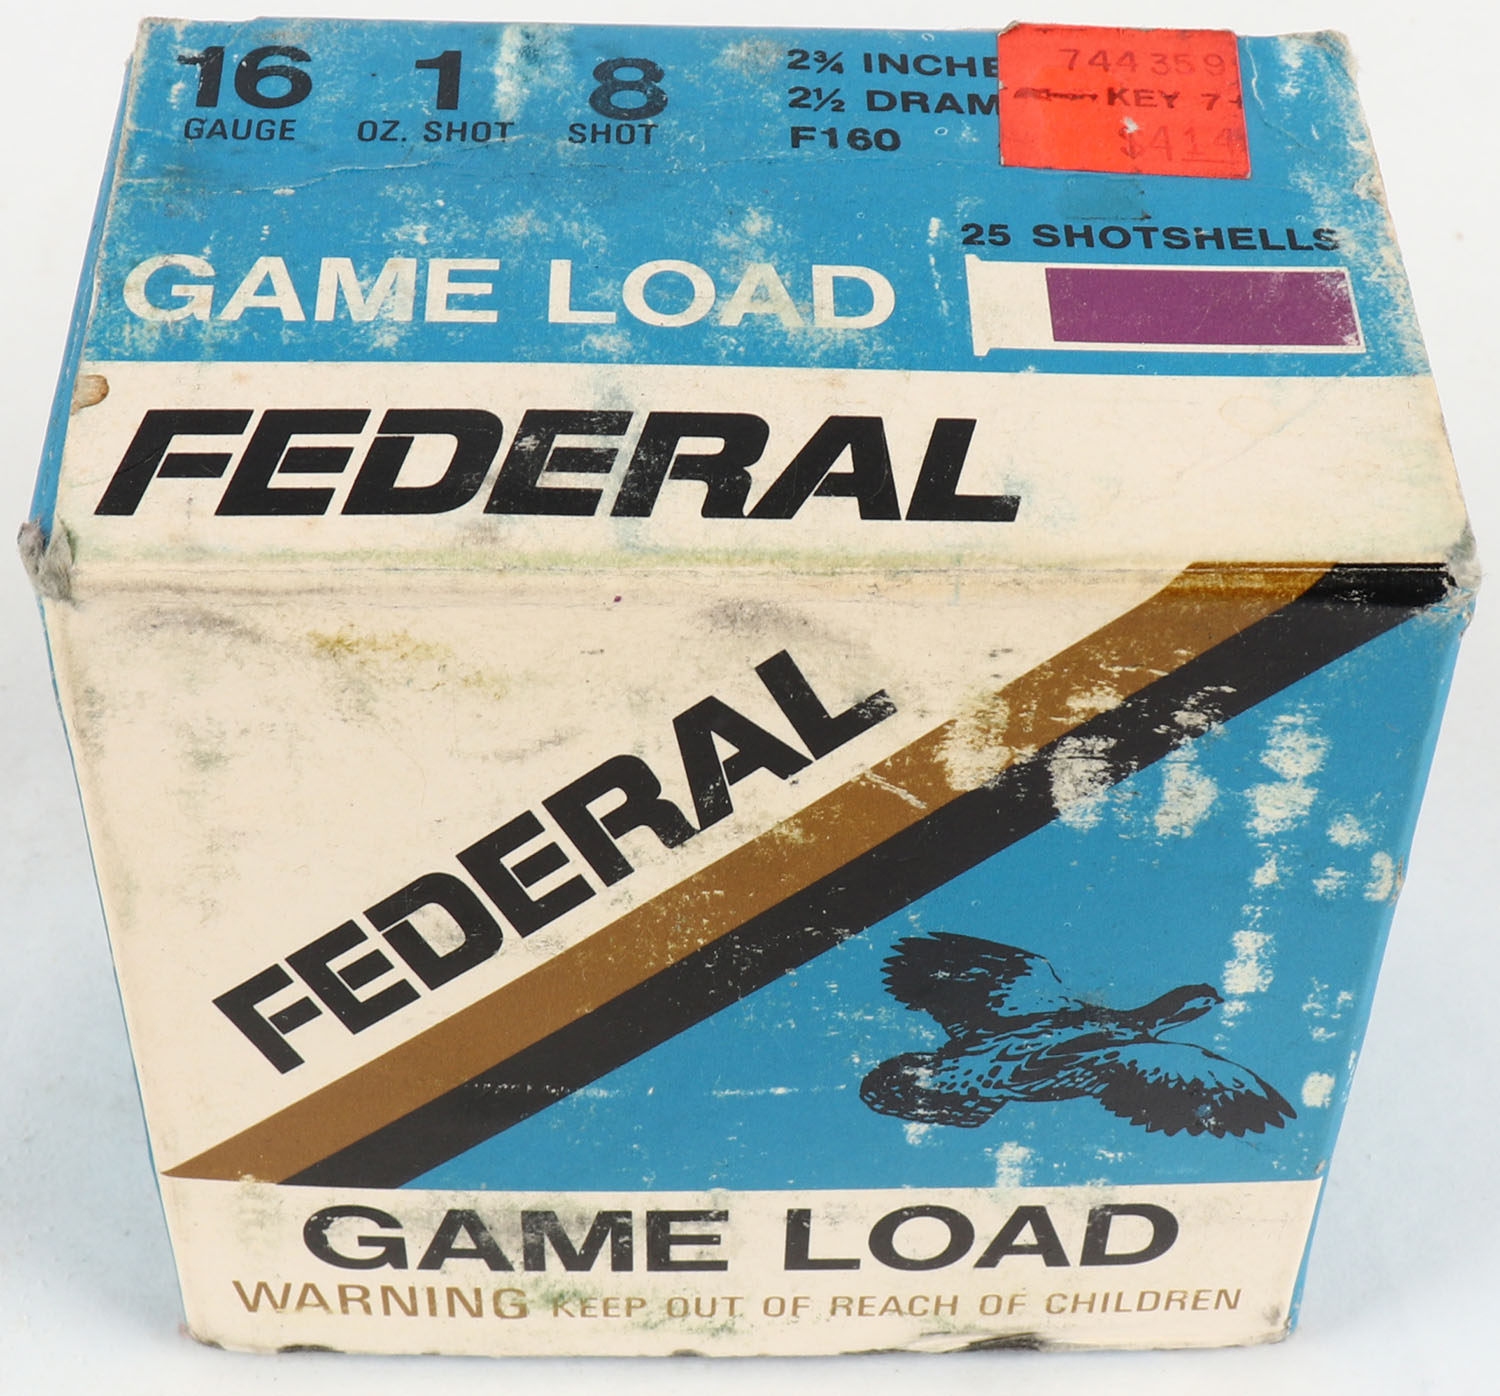 16 1 8
GAUGE OZ. SHOT SHOT
2¾ INCHE
2½ DRAM
F160
744359
KEY 7
$414
25 SHOTSHELLS
GAME LOAD
FEDERAL
FEDERAL
GAME LOAD
WARNING KEEP OUT OF REACH OF CHILDREN